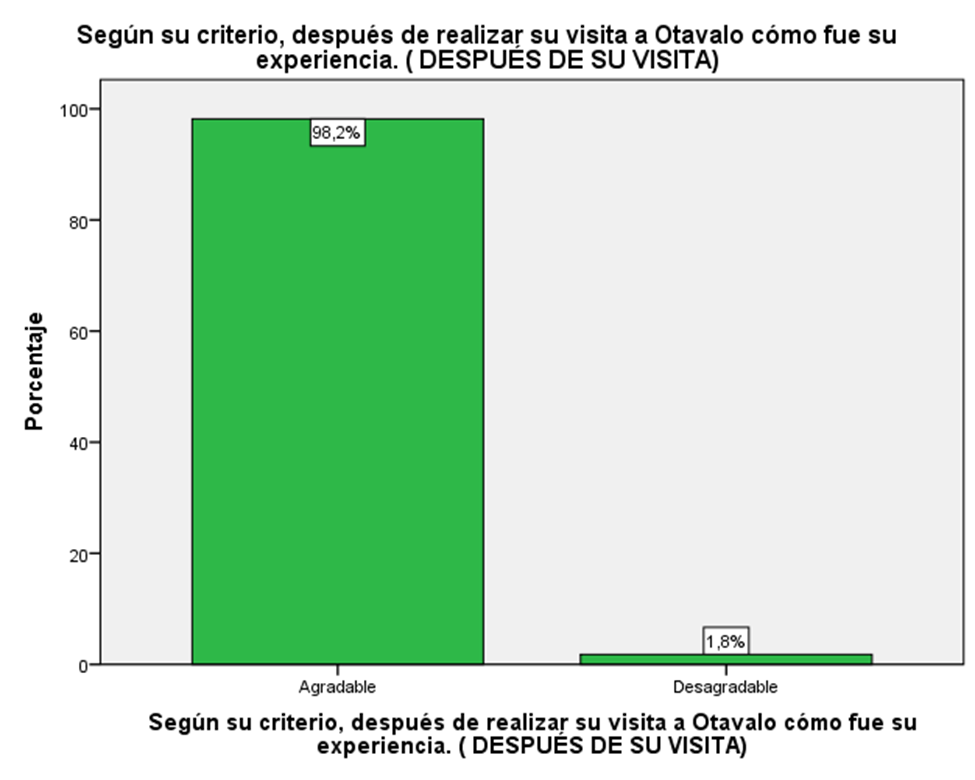 Según su criterio, después de realizar su visita a Otavalo cómo fue su
experiencia. ( DESPUÉS DE SU VISITA)
100
98,2%
80
60
Porcentaje
40
20
1,8%
0
Agradable
Desagradable
Según su criterio, después de realizar su visita a Otavalo cómo fue su
experiencia. ( DESPUÉS DE SU VISITA)